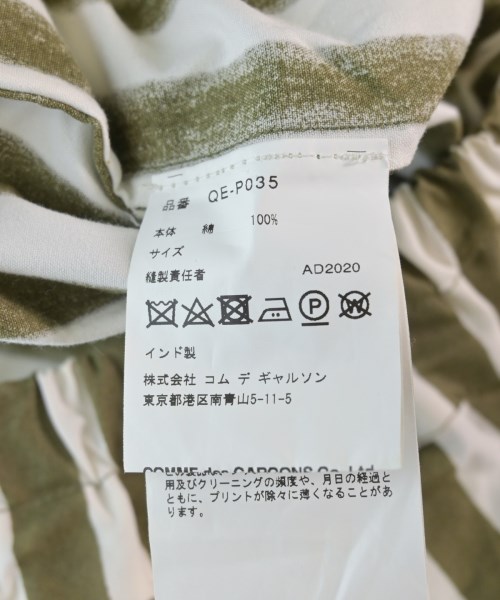 品番 QE-P035
本体 綿 100%
サイズ
縫製責任者 AD2020
P W
インド製
株式会社 コム デ ギャルソン
東京都港区南青山5-11-5
COMME des GARCONS Co., Ltd.
用及びクリーニングの頻度や、月日の経過と
ともに、プリントが除々に薄くなることがあ
ります。